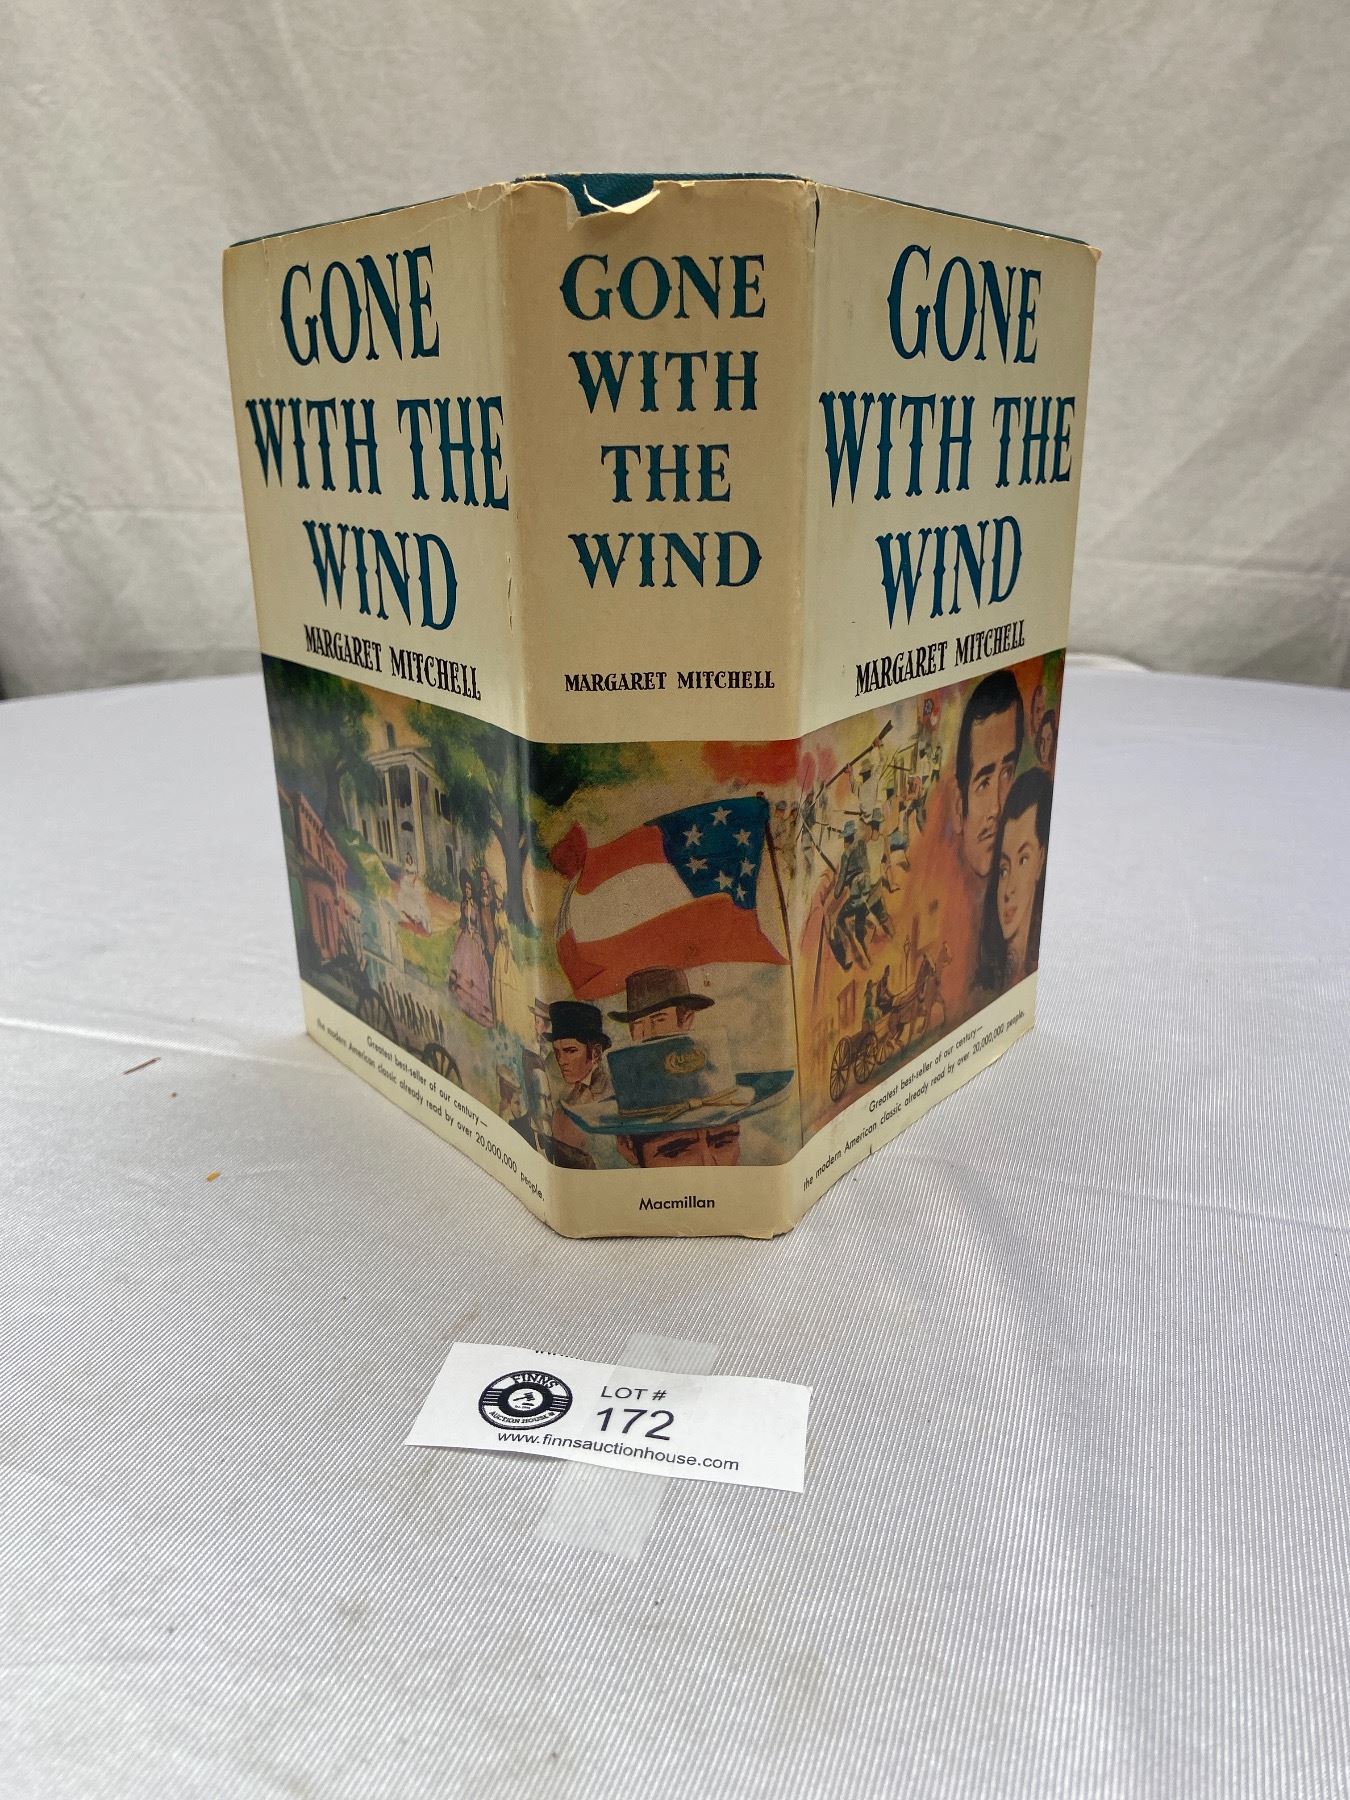 GONE
WITH THE
WIND
MARGARET MITCHELL
Greatest best-seller of our century—
the modern American classic already read by over 20,000,000 people.
GONE
WITH
THE
WIND
MARGARET MITCHELL
Macmillan
GONE
WITH THE
WIND
MARGARET MITCHELL
Greatest best-seller of our century—
the modern American classic already read by over 20,000,000 people.
FINNS
AUCTION HOUSE
LOT #
172
www.finnsauctionhouse.com